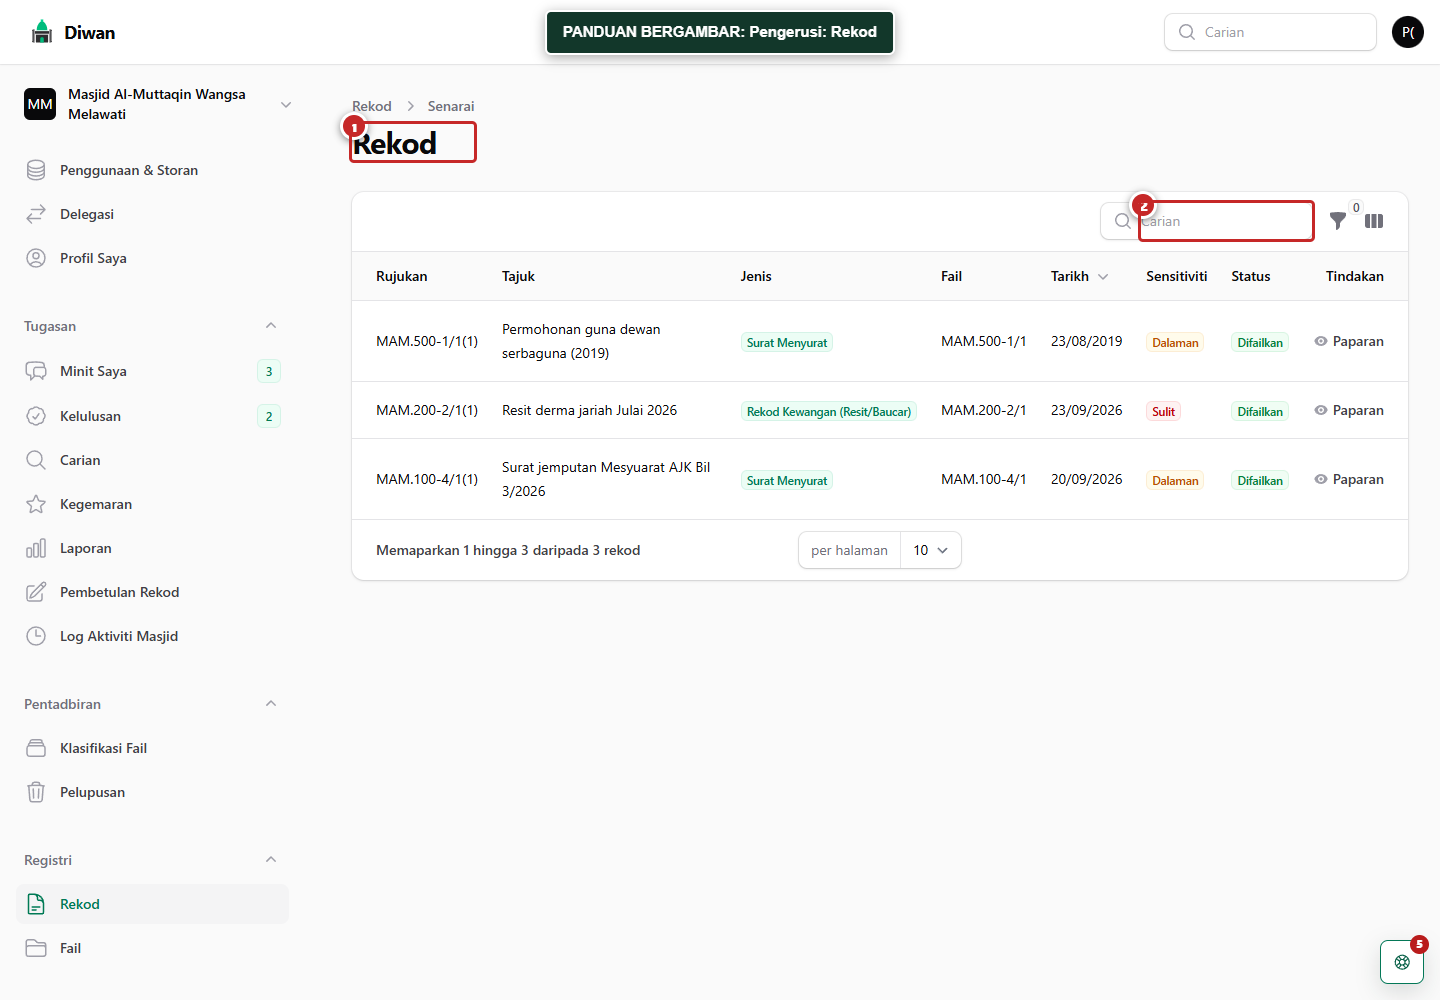 Diwan
PANDUAN BERGAMBAR: Pengerusi: Rekod
Carian
P(
MM
Masjid Al-Muttaqin Wangsa
Melawati
Penggunaan & Storan
Delegasi
Profil Saya
Tugasan
Minit Saya
3
Kelulusan
2
Carian
Kegemaran
Laporan
Pembetulan Rekod
Log Aktiviti Masjid
Pentadbiran
Klasifikasi Fail
Pelupusan
Registri
Rekod
Fail
Rekod > Senarai
1
Rekod
2
Carian
0
Rujukan Tajuk Jenis Fail Tarikh Sensitiviti Status Tindakan
MAM.500-1/1(1) Permohonan guna dewan serbaguna (2019) Surat Menyurat MAM.500-1/1 23/08/2019 Dalaman Difailkan Paparan
MAM.200-2/1(1) Resit derma jariah Julai 2026 Rekod Kewangan (Resit/Baucar) MAM.200-2/1 23/09/2026 Sulit Difailkan Paparan
MAM.100-4/1(1) Surat jemputan Mesyuarat AJK Bil 3/2026 Surat Menyurat MAM.100-4/1 20/09/2026 Dalaman Difailkan Paparan
Memaparkan 1 hingga 3 daripada 3 rekod
per halaman 10
5